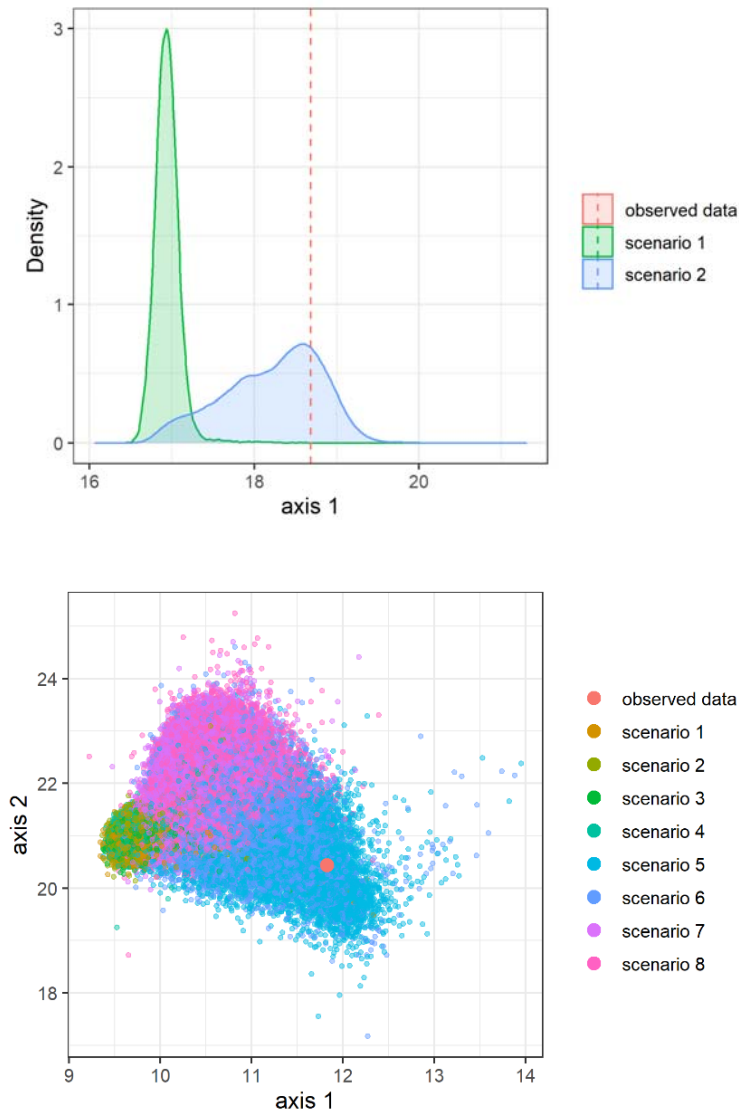 3
2
1
0
Density
16 18 20
axis 1
observed data
scenario 1
scenario 2
24
22
20
18
axis 2
9 10 11 12 13 14
axis 1
observed data
scenario 1
scenario 2
scenario 3
scenario 4
scenario 5
scenario 6
scenario 7
scenario 8